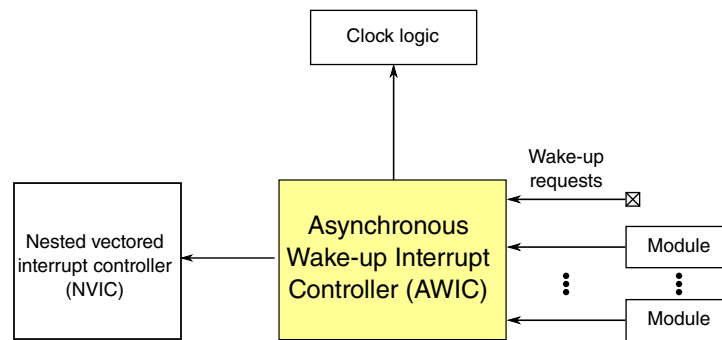 Clock logic
Wake-up
requests
Nested vectored
interrupt controller
(NVIC)
Asynchronous
Wake-up Interrupt
Controller (AWIC)
Module
Module